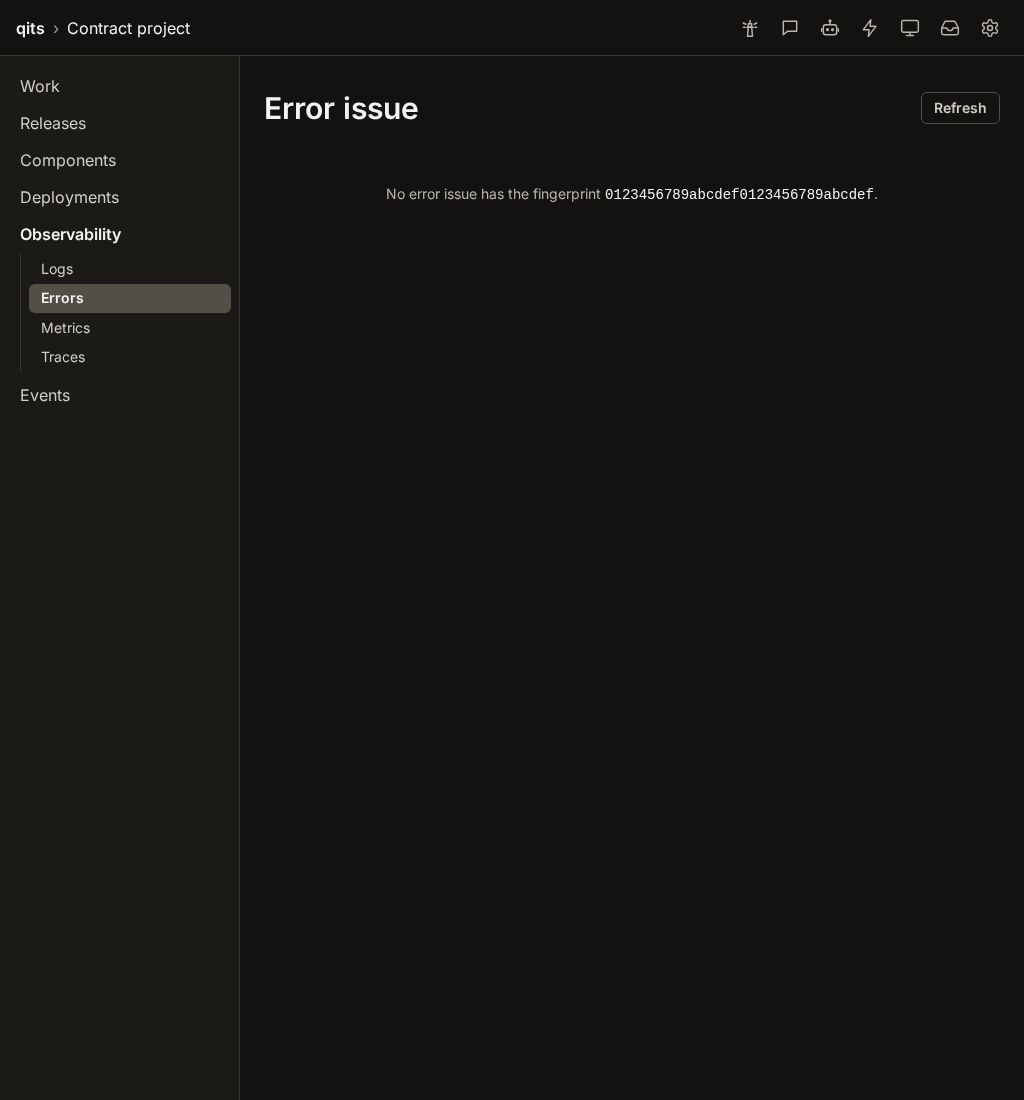 qits › Contract project
Work
Releases
Components
Deployments
Observability
Logs
Errors
Metrics
Traces
Events
Error issue
Refresh
No error issue has the fingerprint 0123456789abcdef0123456789abcdef.